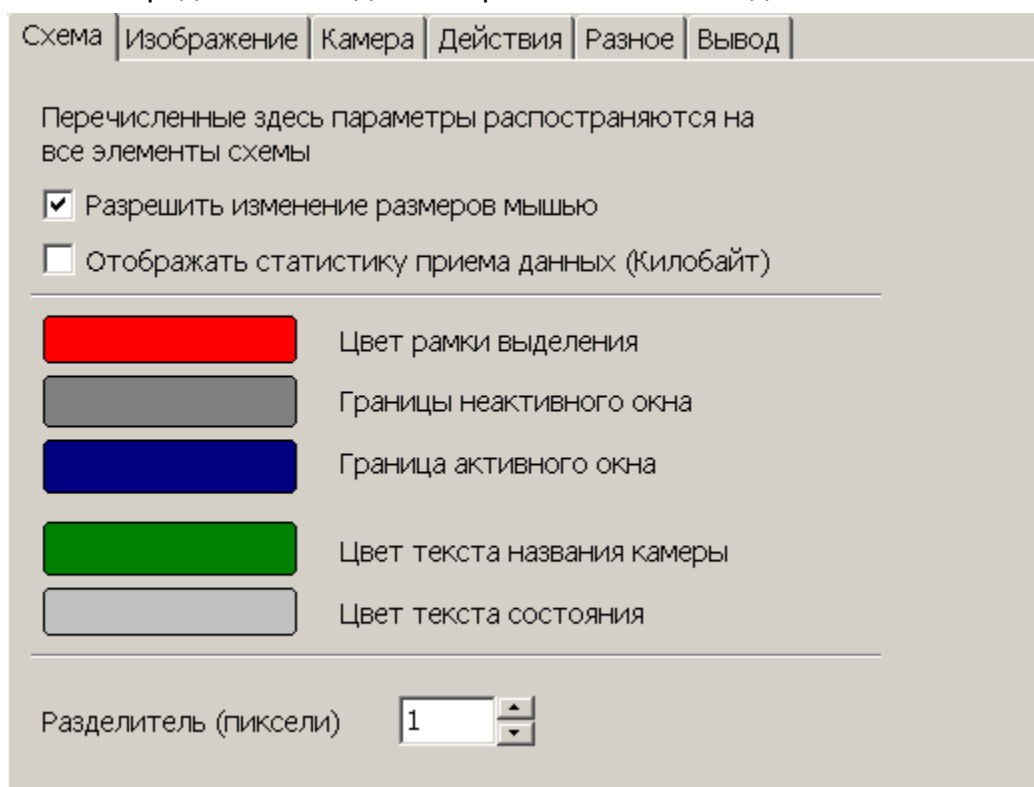 Схема Изображение Камера Действия Разное Вывод
Перечисленные здесь параметры распостраняются на
все элементы схемы
Разрешить изменение размеров мышью
Отображать статистику приема данных (Килобайт)
Цвет рамки выделения
Границы неактивного окна
Граница активного окна
Цвет текста названия камеры
Цвет текста состояния
Разделитель (пиксели) 1